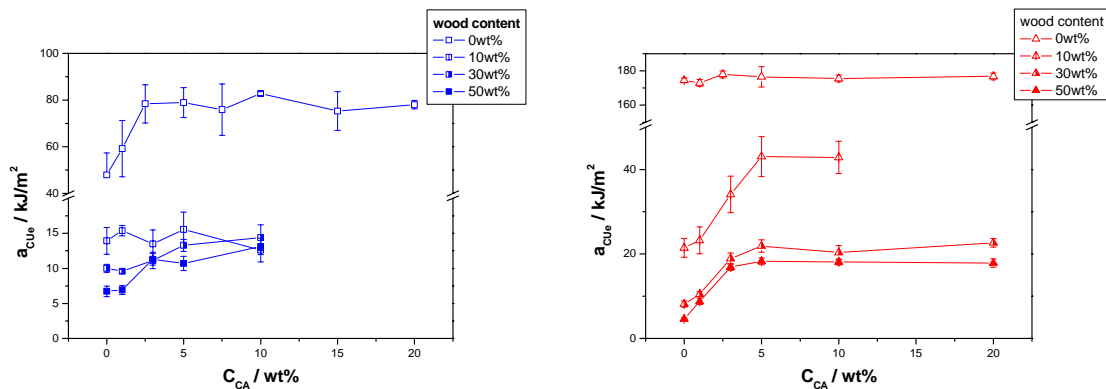 wood content
0wt%
10wt%
30wt%
50wt%
100
80
60
40
15
10
5
0
a_CUe / kJ/m²
0 5 10 15 20
C_CA / wt%
wood content
0wt%
10wt%
30wt%
50wt%
180
160
40
20
0
a_CUe / kJ/m²
0 5 10 15 20
C_CA / wt%